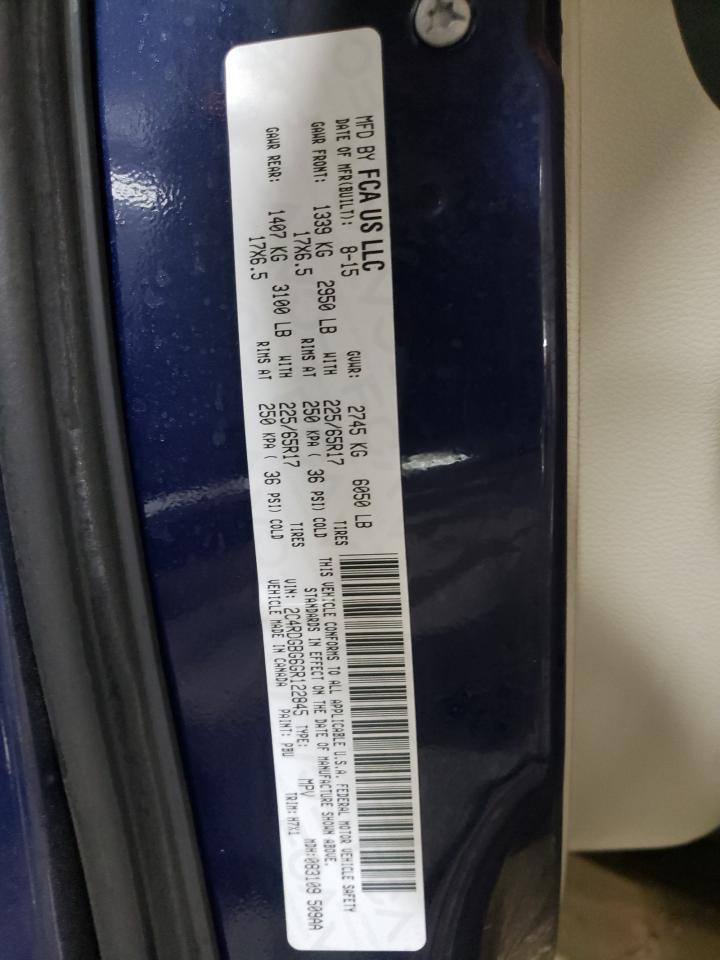 MFD BY FCA US LLC
DATE OF MFR(BUILT): 8-15 GVWR: 2745 KG 6050 LB
GAWR FRONT: 1339 KG 2950 LB WITH 225/65R17 TIRES
17X6.5 RIMS AT 250 KPA ( 36 PSI) COLD
GAWR REAR: 1407 KG 3100 LB WITH 225/65R17 TIRES
17X6.5 RIMS AT 250 KPA ( 36 PSI) COLD
THIS VEHICLE CONFORMS TO ALL APPLICABLE U.S.A. FEDERAL MOTOR VEHICLE SAFETY
STANDARDS IN EFFECT ON THE DATE OF MANUFACTURE SHOWN ABOVE.
VIN: 2C4RDGBG6GR122845 TYPE: MPV MDH:083109 509AA
VEHICLE MADE IN CANADA PAINT: PBU TRIM:H7X1